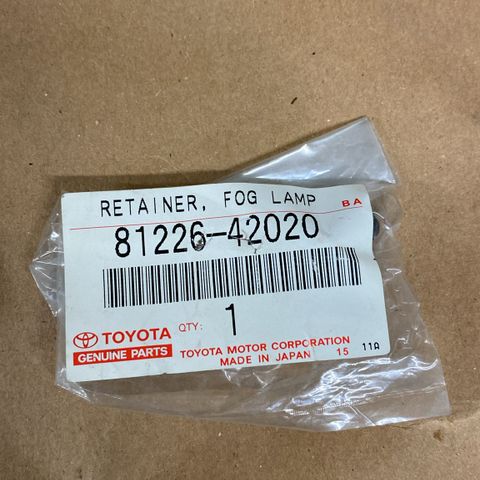 RETAINER, FOG LAMP BA
81226-42020
TOYOTA QTY: 1
GENUINE PARTS TOYOTA MOTOR CORPORATION
MADE IN JAPAN 15 11A